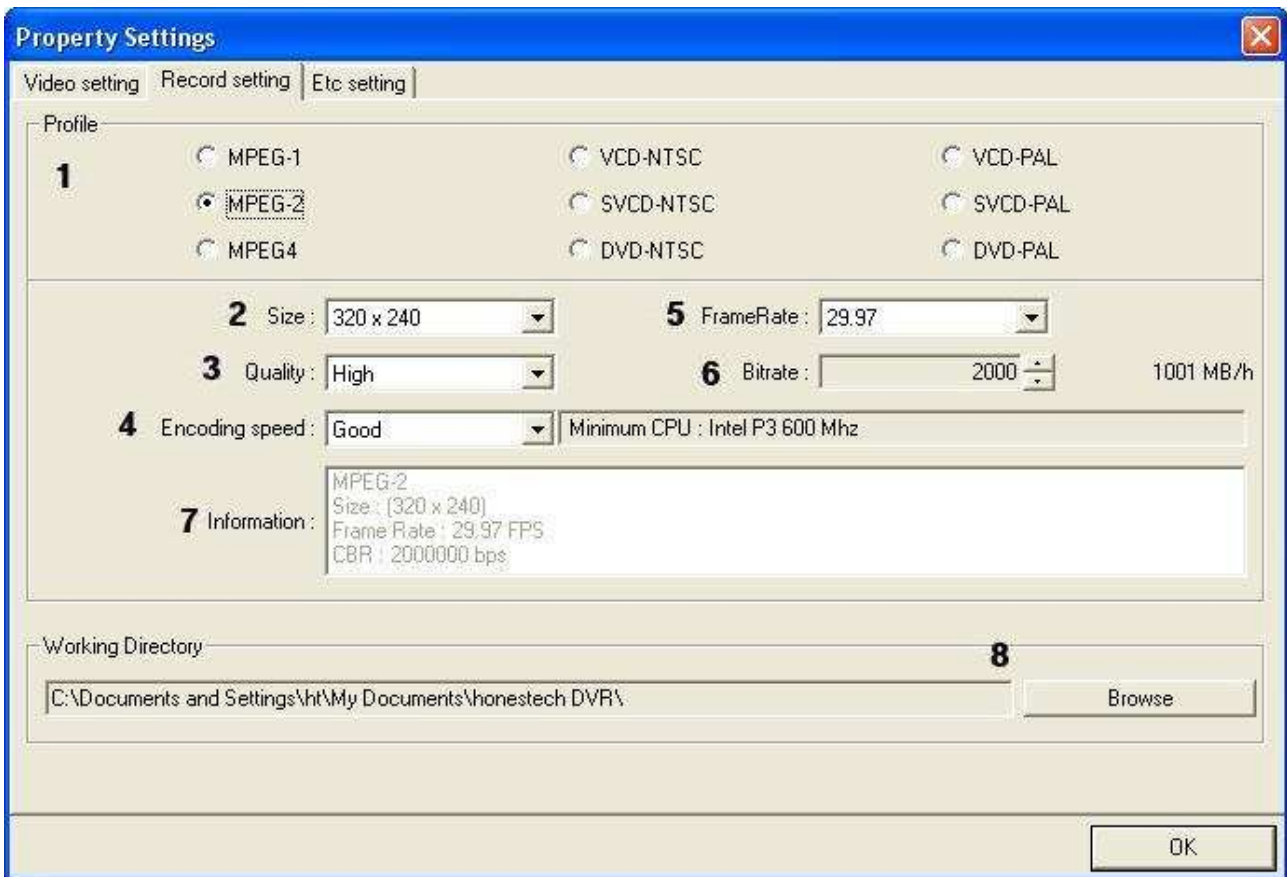 Property Settings
Video setting Record setting Etc setting
Profile
1
MPEG-1 VCD-NTSC VCD-PAL
MPEG-2 SVCD-NTSC SVCD-PAL
MPEG4 DVD-NTSC DVD-PAL
2 Size : 320 x 240 5 FrameRate : 29.97
3 Quality : High 6 Bitrate : 2000 1001 MB/h
4 Encoding speed : Good Minimum CPU : Intel P3 600 Mhz
7 Information :
MPEG-2
Size : (320 x 240)
Frame Rate : 29.97 FPS
CBR : 2000000 bps
Working Directory
8
C:\Documents and Settings\ht\My Documents\honestech DVR\ Browse
OK